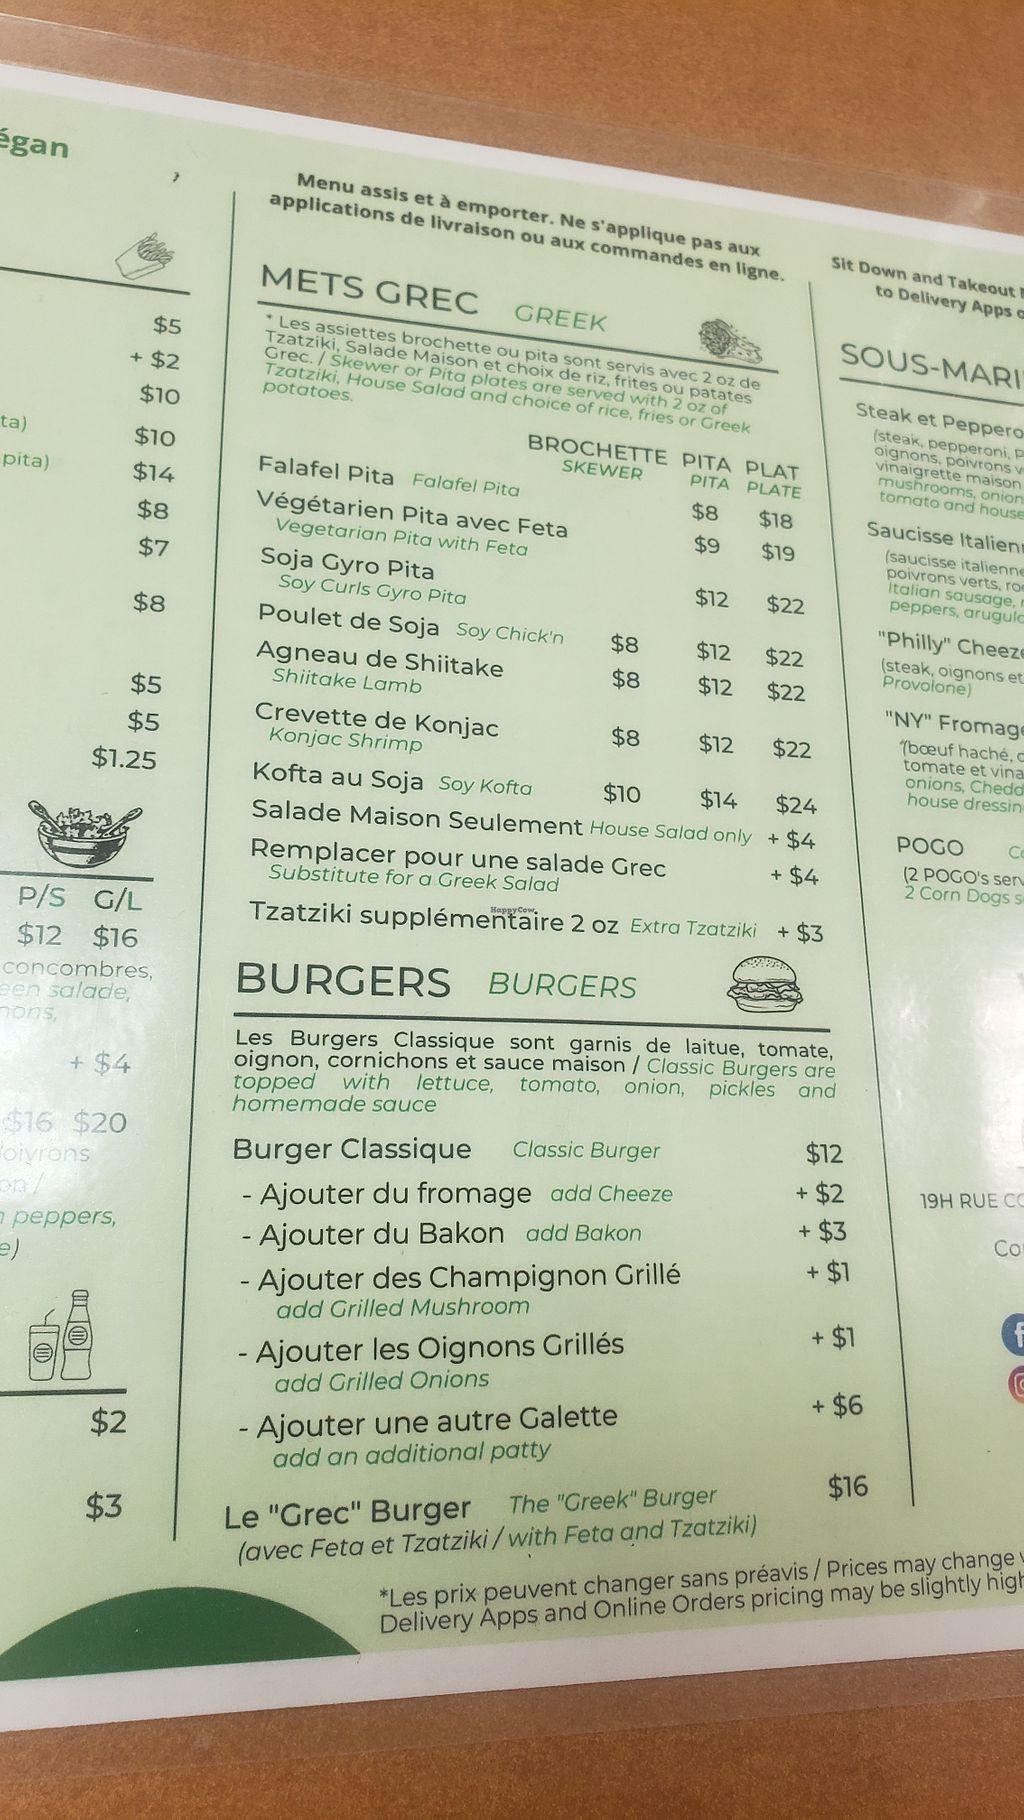 égan
$5
+ $2
$10
ta)
$10
pita)
$14
$8
$7
$8
$5
$5
$1.25
P/S G/L
$12 $16
concombres,
een salade,
nons,
+ $4
$16 $20
oivrons
on /
peppers,
e)
$2
$3
Menu assis et à emporter. Ne s'applique pas aux
applications de livraison ou aux commandes en ligne.
METS GREC GREEK
* Les assiettes brochette ou pita sont servis avec 2 oz de
Tzatziki, Salade Maison et choix de riz, frites ou patates
Grec. / Skewer or Pita plates are served with 2 oz of
Tzatziki, House Salad and choice of rice, fries or Greek
potatoes.
BROCHETTE PITA PLAT
SKEWER PITA PLATE
Falafel Pita Falafel Pita $8 $18
Végétarien Pita avec Feta $9 $19
Vegetarian Pita with Feta
Soja Gyro Pita $12 $22
Soy Curls Gyro Pita
Poulet de Soja Soy Chick'n $8 $12 $22
Agneau de Shiitake $8 $12 $22
Shiitake Lamb
Crevette de Konjac $8 $12 $22
Konjac Shrimp
Kofta au Soja Soy Kofta $10 $14 $24
Salade Maison Seulement House Salad only + $4
Remplacer pour une salade Grec + $4
Substitute for a Greek Salad
HappyCow
Tzatziki supplémentaire 2 oz Extra Tzatziki + $3
BURGERS BURGERS
Les Burgers Classique sont garnis de laitue, tomate,
oignon, cornichons et sauce maison / Classic Burgers are
topped with lettuce, tomato, onion, pickles and
homemade sauce
Burger Classique Classic Burger $12
- Ajouter du fromage add Cheeze + $2
- Ajouter du Bakon add Bakon + $3
- Ajouter des Champignon Grillé + $1
add Grilled Mushroom
- Ajouter les Oignons Grillés + $1
add Grilled Onions
- Ajouter une autre Galette + $6
add an additional patty
Le "Grec" Burger The "Greek" Burger $16
(avec Feta et Tzatziki / with Feta and Tzatziki)
*Les prix peuvent changer sans préavis / Prices may change
Delivery Apps and Online Orders pricing may be slightly high
Sit Down and Takeout
to Delivery Apps
SOUS-MARI
Steak et Peppero
(steak, pepperoni, p
oignons, poivrons v
vinaigrette maison
mushrooms, onion
tomato and house
Saucisse Italien
(saucisse italienne
poivrons verts, ro
Italian sausage,
peppers, arugula
"Philly" Cheeze
(steak, oignons et
Provolone)
"NY" Fromage
(bœuf haché,
tomate et vina
onions, Chedd
house dressin
POGO
(2 POGO's serv
2 Corn Dogs s
19H RUE CO
Co